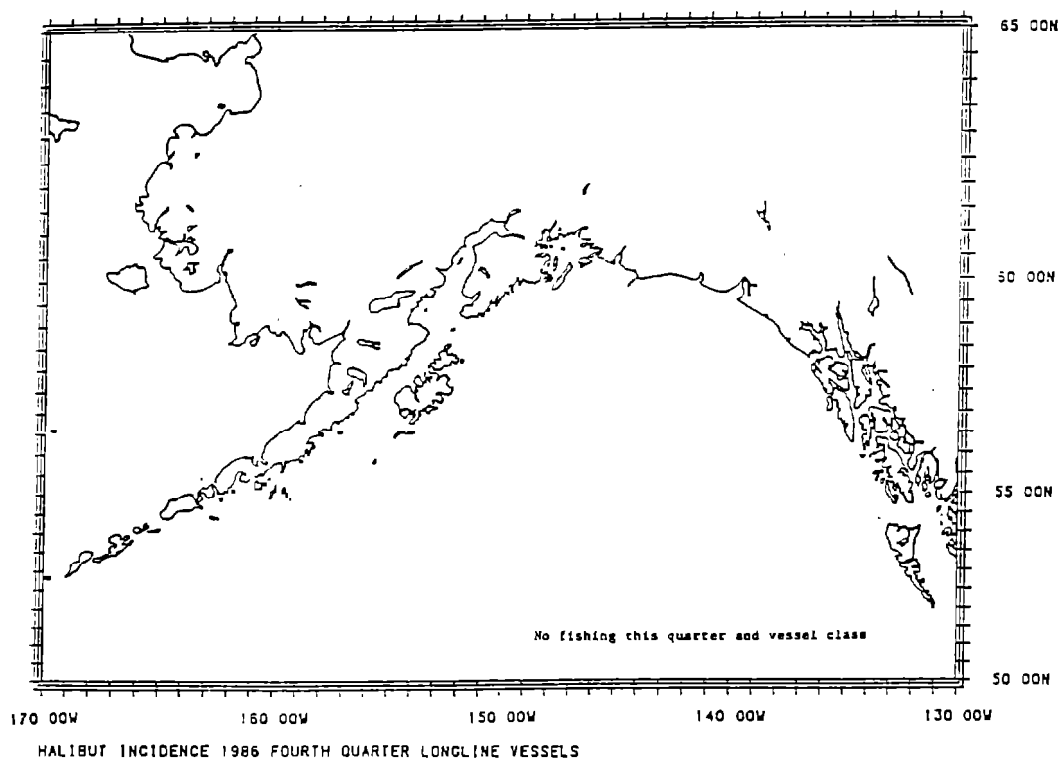 65 00N
50 00N
55 00N
No fishing this quarter and vessel class
50 00N
170 00W
160 00W
150 00W
140 00W
130 00W
HALIBUT INCIDENCE 1986 FOURTH QUARTER LONGLINE VESSELS